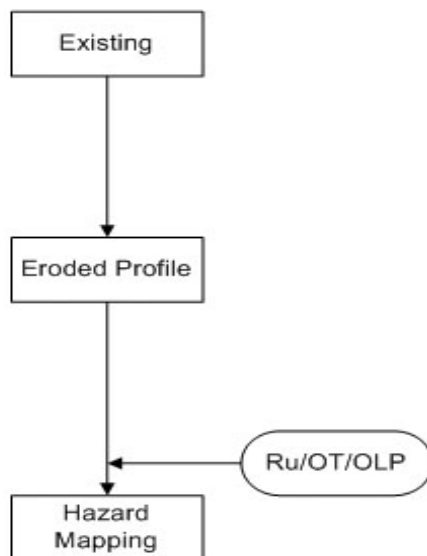 Existing
Eroded Profile
Ru/OT/OLP
Hazard
Mapping